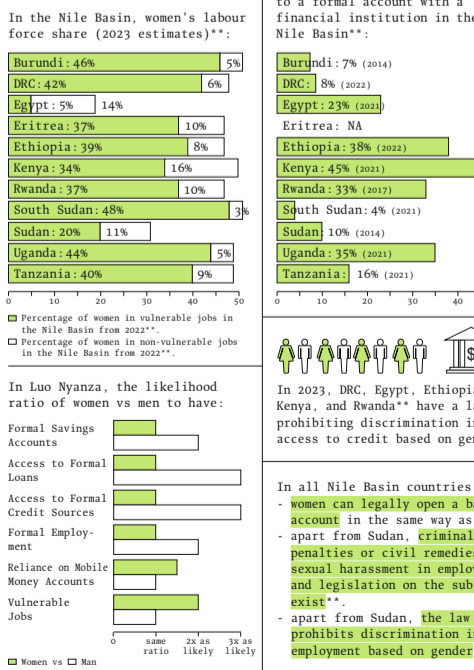 In the Nile Basin, women's labour
force share (2023 estimates)**:
Burundi: 46% 5%
DRC: 42% 6%
Egypt: 5% 14%
Eritrea: 37% 10%
Ethiopia: 39% 8%
Kenya: 34% 16%
Rwanda: 37% 10%
South Sudan: 48% 3%
Sudan: 20% 11%
Uganda: 44% 5%
Tanzania: 40% 9%
0 10 20 30 40 50
Percentage of women in vulnerable jobs in
the Nile Basin from 2022**.
Percentage of women in non-vulnerable jobs
in the Nile Basin from 2022**.
In Luo Nyanza, the likelihood
ratio of women vs men to have:
Formal Savings
Accounts
Access to Formal
Loans
Access to Formal
Credit Sources
Formal Employ-
ment
Reliance on Mobile
Money Accounts
Vulnerable
Jobs
0 same 2x as 3x as
ratio likely likely
Women vs Man
to a formal account with a
financial institution in the
Nile Basin**:
Burundi: 7% (2014)
DRC: 8% (2022)
Egypt: 23% (2021)
Eritrea: NA
Ethiopia: 38% (2022)
Kenya: 45% (2021)
Rwanda: 33% (2017)
South Sudan: 4% (2021)
Sudan: 10% (2014)
Uganda: 35% (2021)
Tanzania: 16% (2021)
0 10 20 30 40
$
In 2023, DRC, Egypt, Ethiopi
Kenya, and Rwanda** have a l
prohibiting discrimination i
access to credit based on ge
In all Nile Basin countries
- women can legally open a b
account in the same way as
- apart from Sudan, criminal
penalties or civil remedie
sexual harassment in emplo
and legislation on the sub
exist**.
- apart from Sudan, the law
prohibits discrimination i
employment based on gender